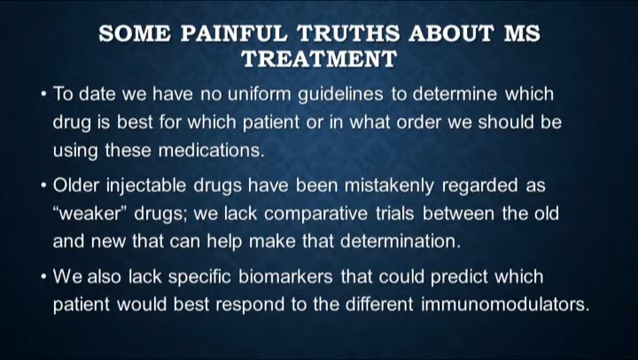 SOME PAINFUL TRUTHS ABOUT MS
TREATMENT
• To date we have no uniform guidelines to determine which
drug is best for which patient or in what order we should be
using these medications.
• Older injectable drugs have been mistakenly regarded as
“weaker” drugs; we lack comparative trials between the old
and new that can help make that determination.
• We also lack specific biomarkers that could predict which
patient would best respond to the different immunomodulators.